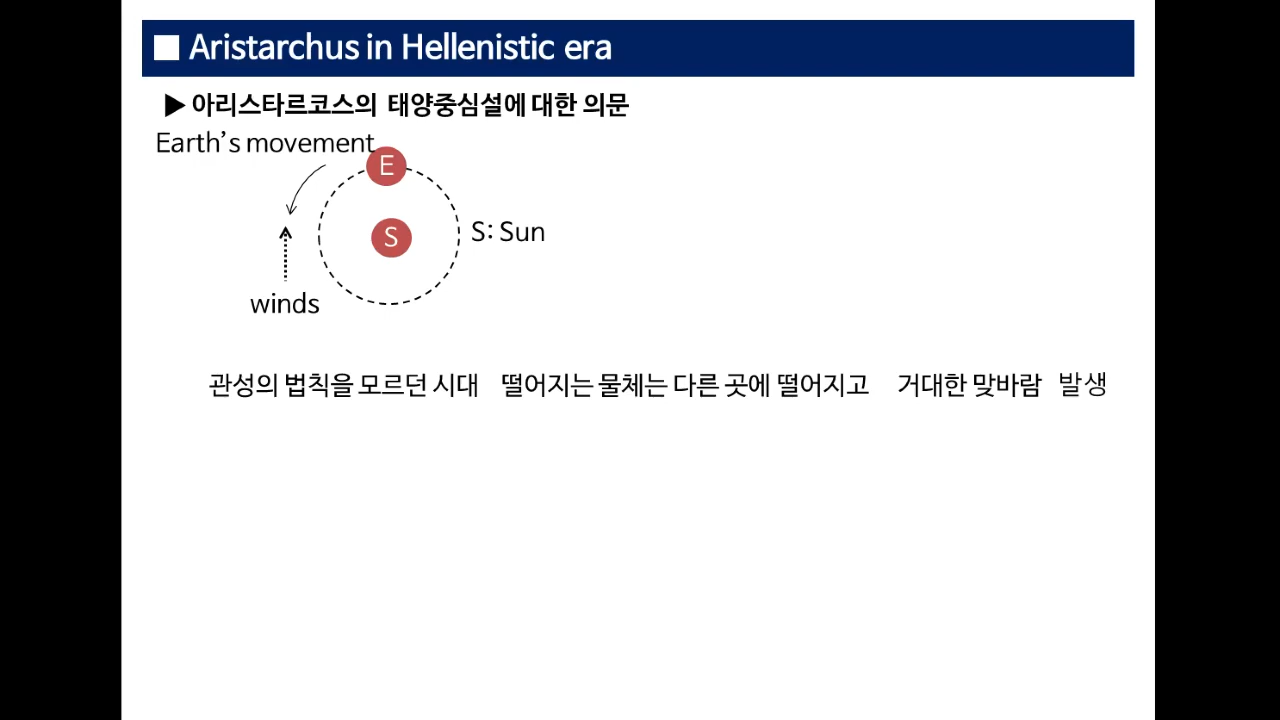 ■ Aristarchus in Hellenistic era
▶ 아리스타르코스의 태양중심설에 대한 의문
Earth's movement
E
S
S: Sun
winds
관성의 법칙을 모르던 시대 떨어지는 물체는 다른 곳에 떨어지고 거대한 맞바람 발생